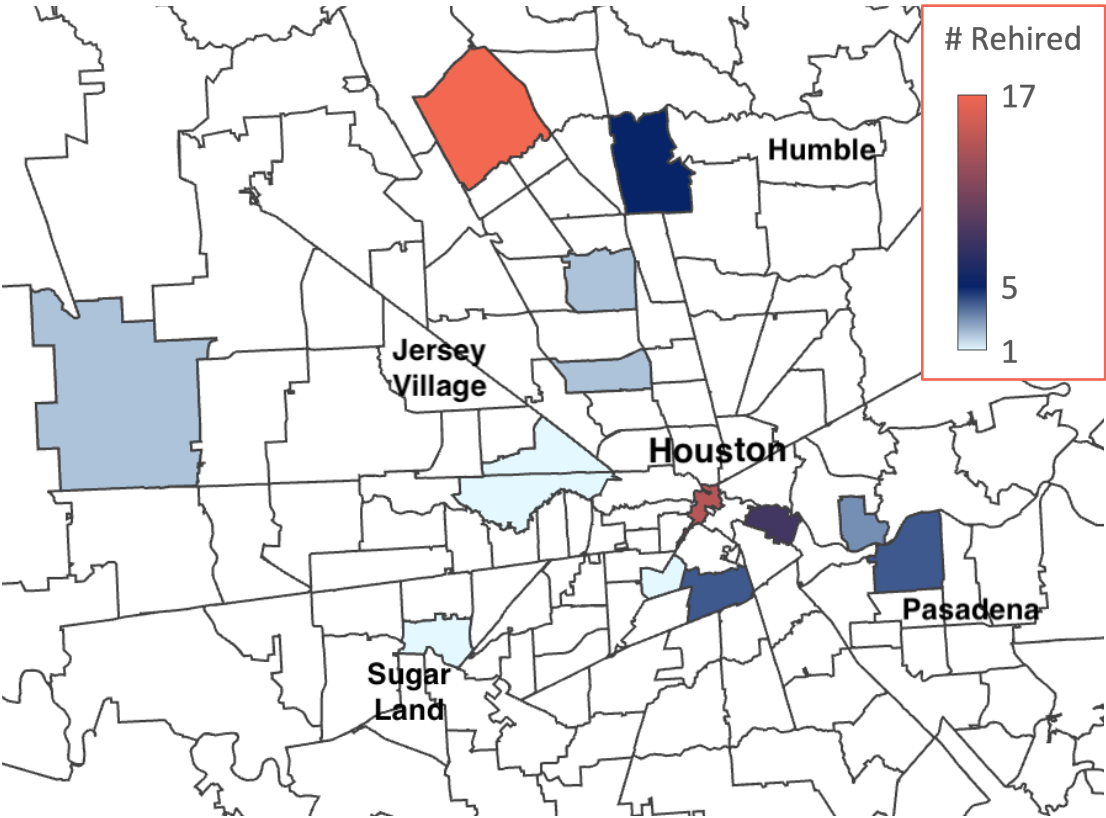 # Rehired
17
5
1
Humble
Jersey
Village
Houston
Pasadena
Sugar
Land